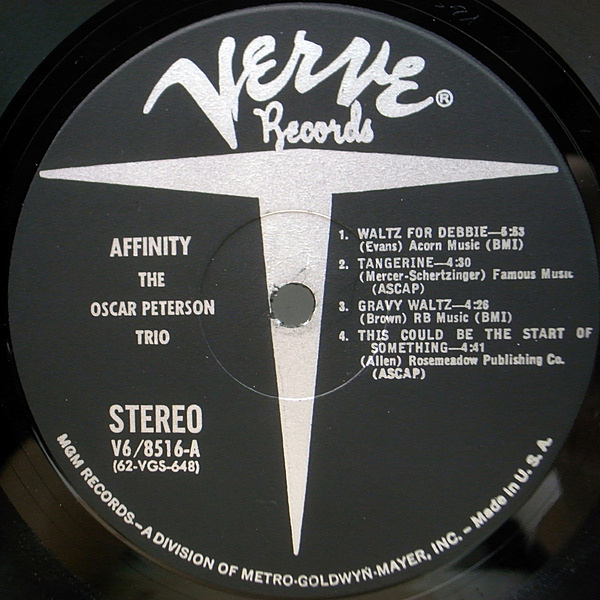 Verve®
Records
AFFINITY
THE
OSCAR PETERSON
TRIO
1. WALTZ FOR DEBBIE—5:53
(Evans) Acorn Music (BMI)
2. TANGERINE—4:30
(Mercer-Schertzinger) Famous Music
(ASCAP)
3. GRAVY WALTZ—4:26
(Brown) RB Music (BMI)
4. THIS COULD BE THE START OF
SOMETHING—4:41
(Allen) Rosemeadow Publishing Co.
(ASCAP)
STEREO
V6/8516-A
(62-VGS-648)
MGM RECORDS—A DIVISION OF METRO-GOLDWYN-MAYER, INC. – Made in U. S. A.